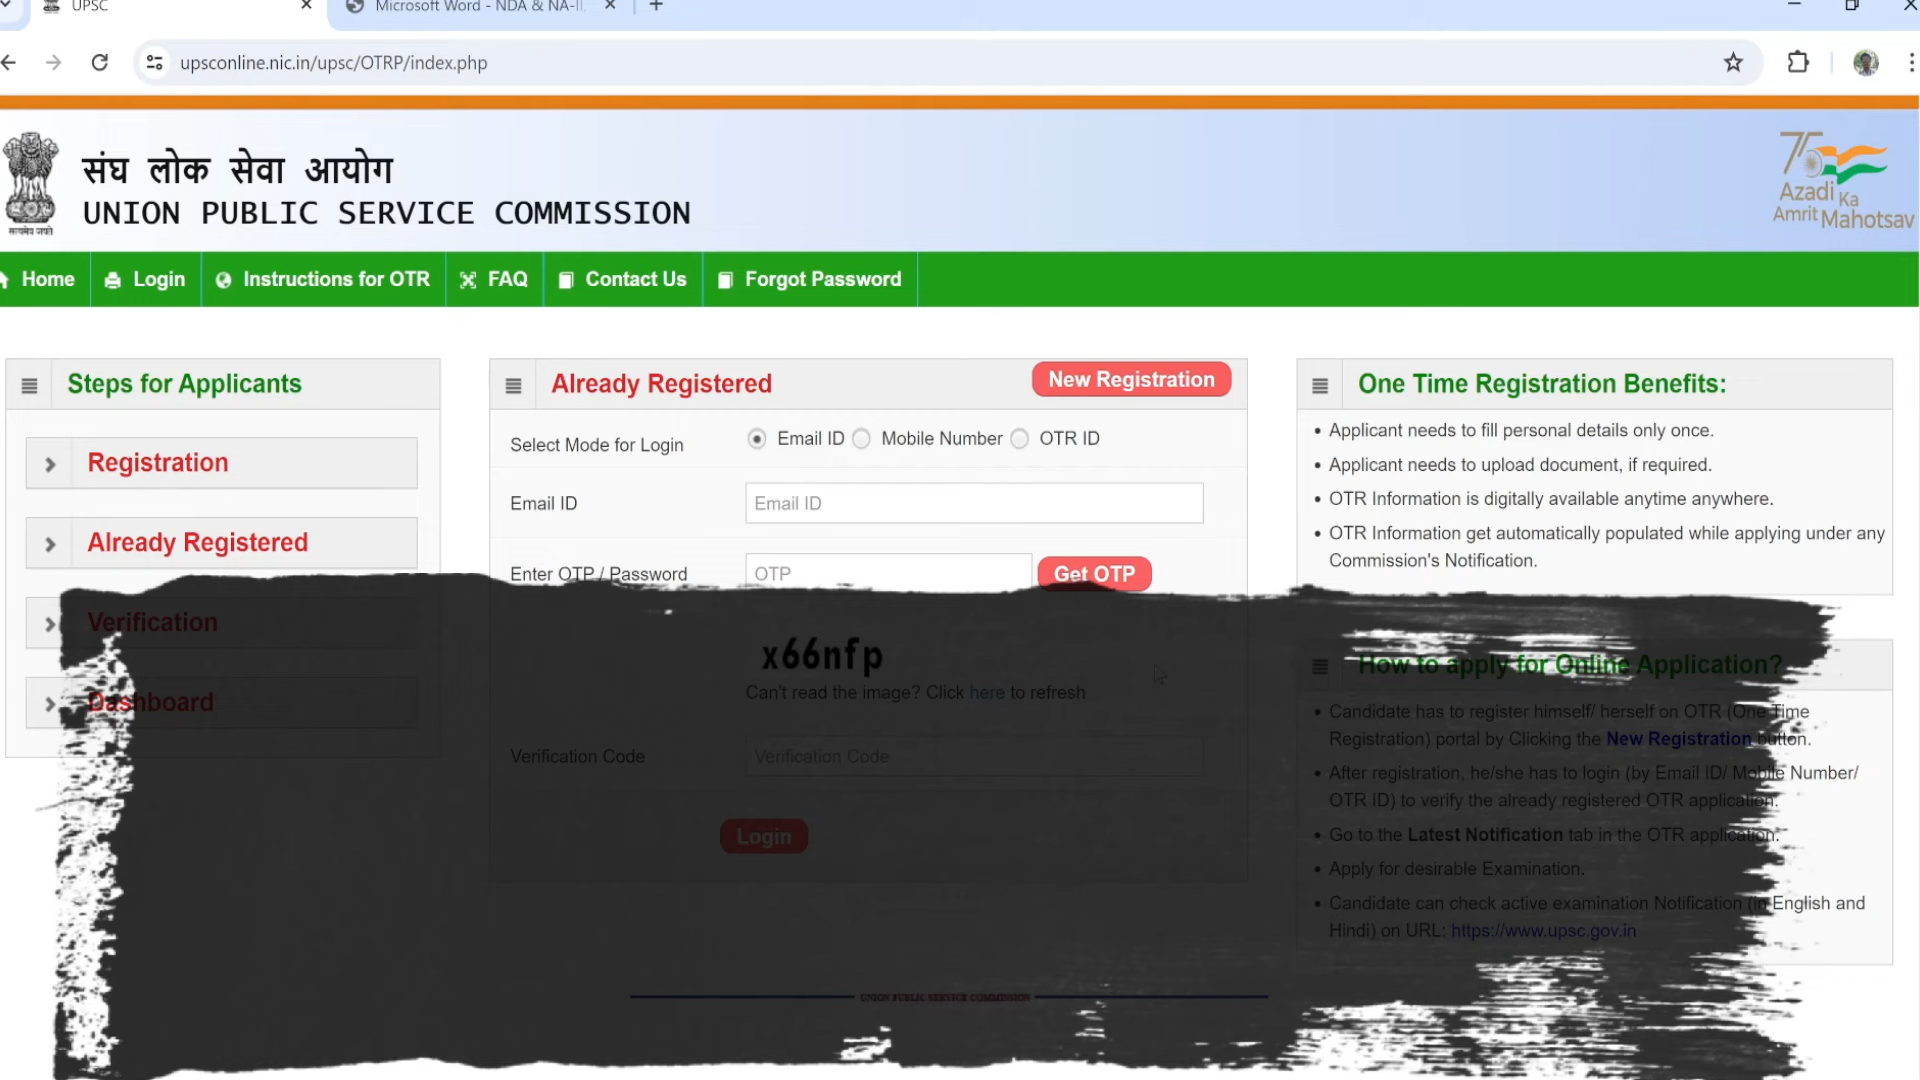 UPSC
Microsoft Word - NDA & NA-II,
upsconline.nic.in/upsc/OTRP/index.php
संघ लोक सेवा आयोग
UNION PUBLIC SERVICE COMMISSION
सत्यमेव जयते
75
Azadi Ka
Amrit Mahotsav
Home
Login
Instructions for OTR
FAQ
Contact Us
Forgot Password
Steps for Applicants
Registration
Already Registered
Verification
Dashboard
Already Registered
New Registration
Select Mode for Login
Email ID
Mobile Number
OTR ID
Email ID
Email ID
Enter OTP / Password
OTP
Get OTP
x66nfp
Can't read the image? Click here to refresh
Verification Code
Verification Code
Login
One Time Registration Benefits:
• Applicant needs to fill personal details only once.
• Applicant needs to upload document, if required.
• OTR Information is digitally available anytime anywhere.
• OTR Information get automatically populated while applying under any
Commission's Notification.
How to apply for Online Application?
• Candidate has to register himself/ herself on OTR (One Time
Registration) portal by Clicking the New Registration button.
• After registration, he/she has to login (by Email ID/ Mobile Number/
OTR ID) to verify the already registered OTR application.
• Go to the Latest Notification tab in the OTR application.
• Apply for desirable Examination.
• Candidate can check active examination Notification (in English and
Hindi) on URL: https://www.upsc.gov.in
UNION PUBLIC SERVICE COMMISSION